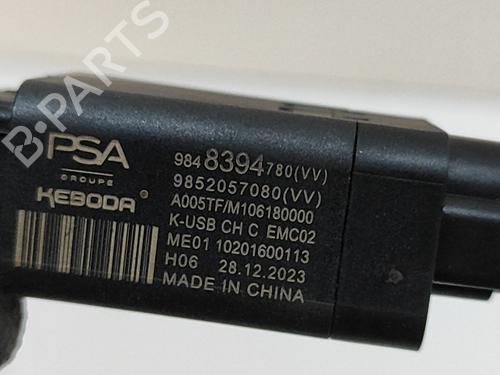 B-PARTS
PSA
GROUPE
KEBODA®
9848394780(VV)
9852057080(VV)
A005TF/M106180000
K-USB CH C EMC02
ME01 10201600113
H06 28.12.2023
MADE IN CHINA